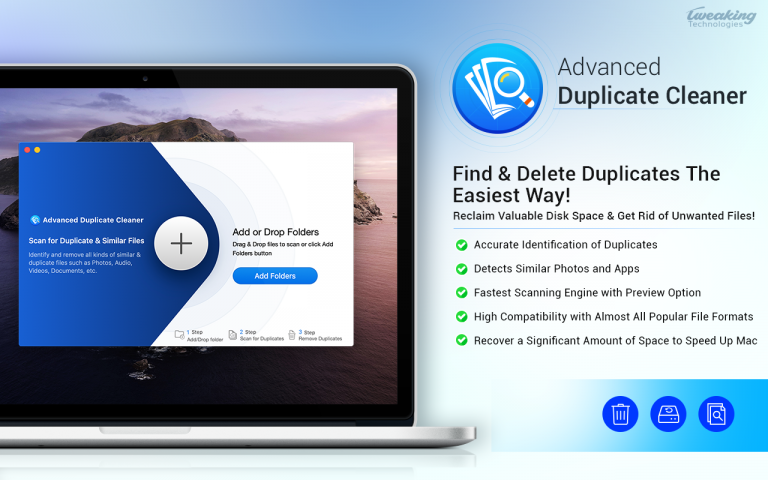 tweaking
Technologies
Advanced
Duplicate Cleaner
Find & Delete Duplicates The
Easiest Way!
Reclaim Valuable Disk Space & Get Rid of Unwanted Files!
Accurate Identification of Duplicates
Detects Similar Photos and Apps
Fastest Scanning Engine with Preview Option
High Compatibility with Almost All Popular File Formats
Recover a Significant Amount of Space to Speed Up Mac
Advanced Duplicate Cleaner
Scan for Duplicate & Similar Files
Identify and remove all kinds of similar &
duplicate files such as Photos, Audio,
Videos, Documents, etc.
Add or Drop Folders
Drag & Drop files to scan or click Add
Folders button
Add Folders
1 Step
Add/Drop folder
2 Step
Scan for Duplicates
3 Step
Remove Duplicates